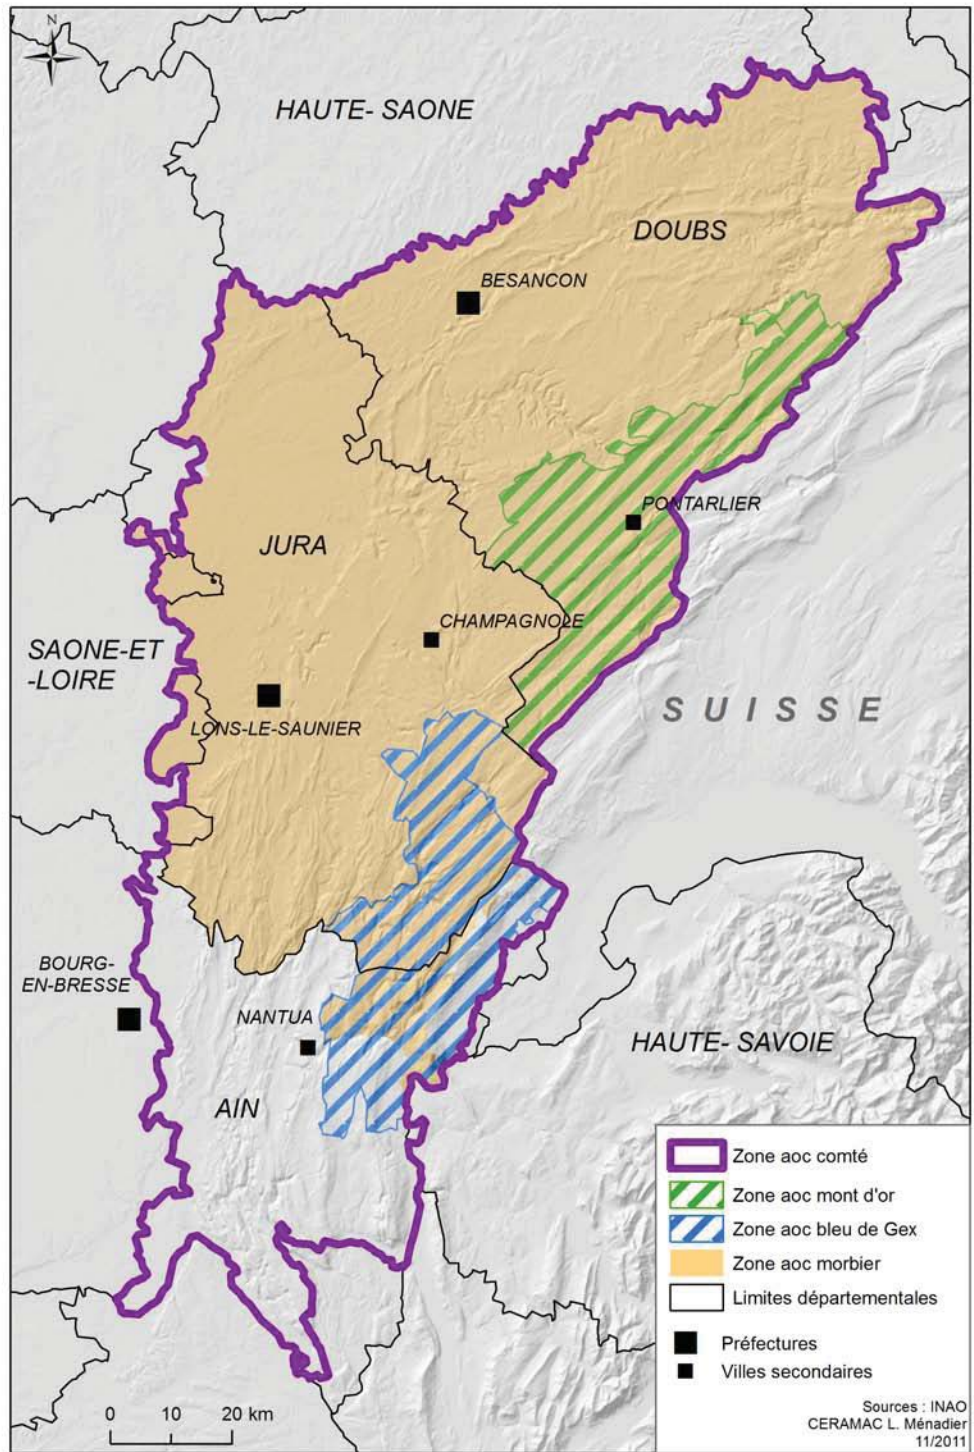 N
HAUTE- SAONE
DOUBS
BESANCON
PONTARLIER
JURA
CHAMPAGNOLE
SAONE-ET
-LOIRE
LONS-LE-SAUNIER
SUISSE
BOURG-
EN-BRESSE
NANTUA
HAUTE- SAVOIE
AIN
Zone aoc comté
Zone aoc mont d'or
Zone aoc bleu de Gex
Zone aoc morbier
Limites départementales
Préfectures
Villes secondaires
0 10 20 km
Sources : INAO
CERAMAC L. Ménadier
11/2011